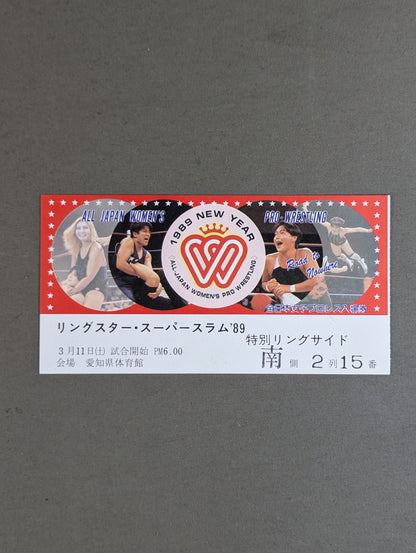 ALL JAPAN WOMEN'S
PRO-WRESTLING
1989 NEW YEAR
ALL-JAPAN WOMEN'S PRO WRESTLING
Road to
Nowhere
全日本女子プロレス入場券
リングスター・スーパースラム'89
特別リングサイド
3月11日(土) 試合開始 PM6.00
会場 愛知県体育館
南側 2列15番